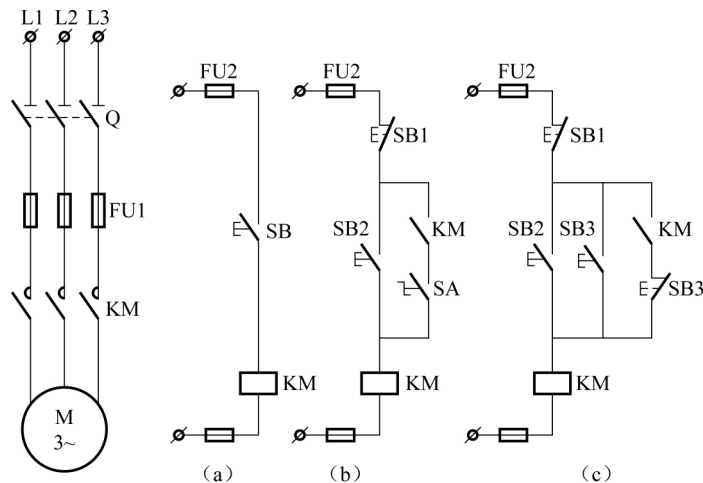 L1 L2 L3
Q
FU1
KM
M
3~
FU2
SB
KM
(a)
FU2
SB1
SB2
KM
SA
KM
(b)
FU2
SB1
SB2
SB3
KM
SB3
KM
(c)